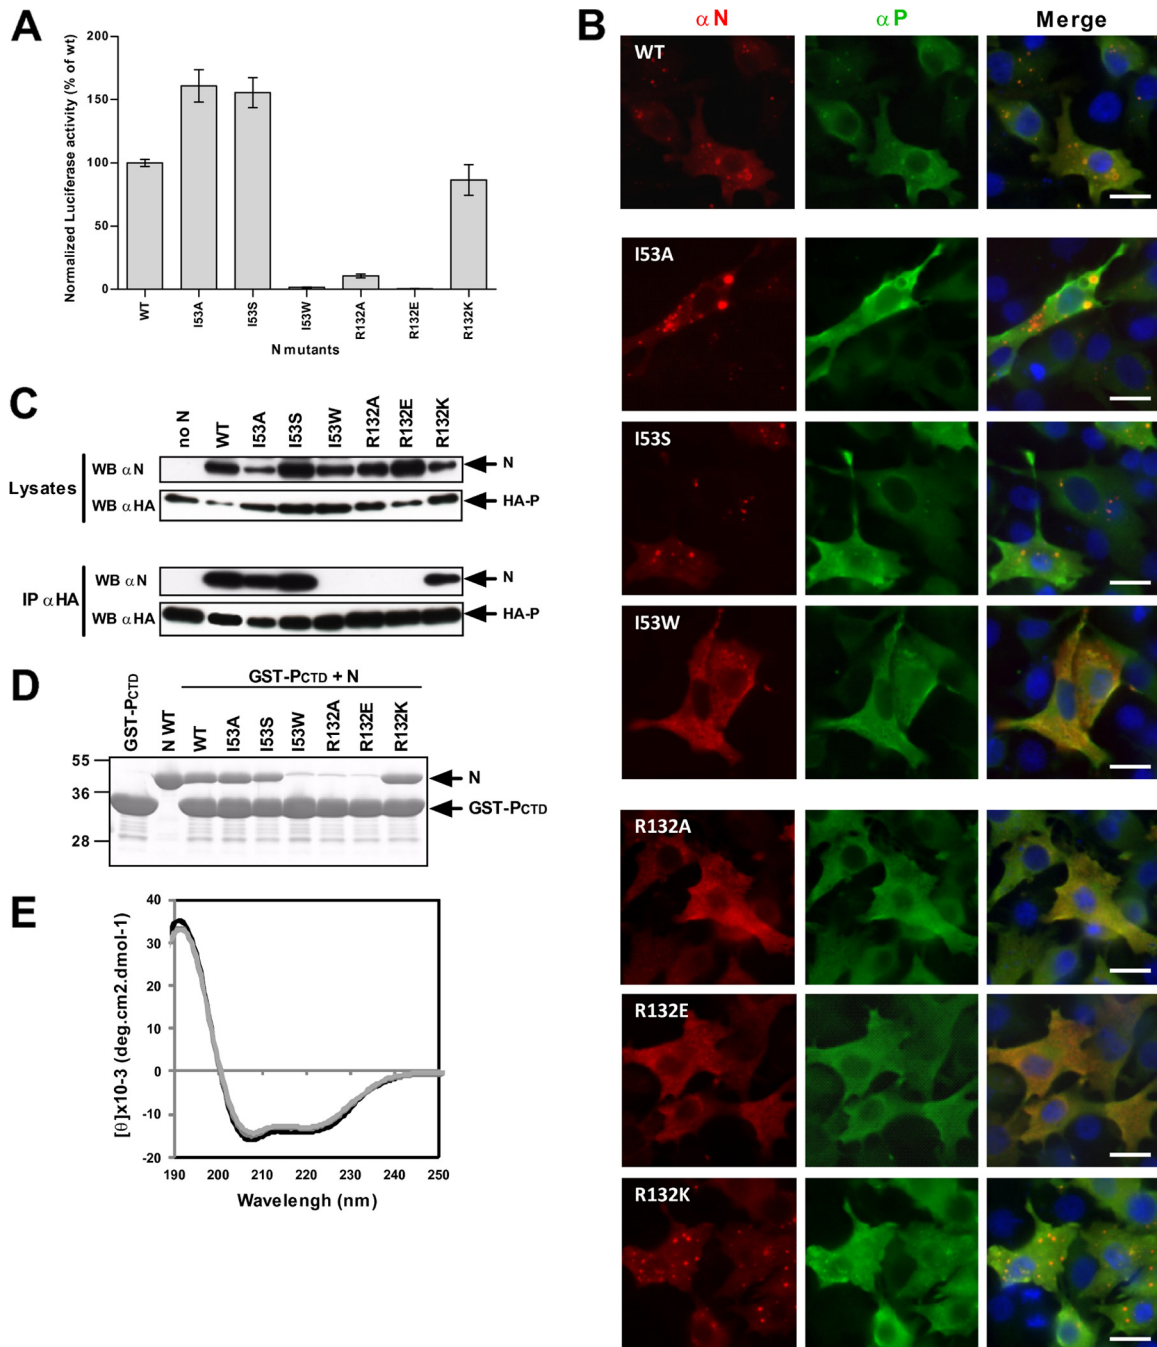 A
200
150
100
50
0
Normalized Luciferase activity (% of wt)
WT
I53A
I53S
I53W
R132A
R132E
R132K
N mutants
B
αN
αP
Merge
WT
I53A
I53S
I53W
R132A
R132E
R132K
C
no N
WT
I53A
I53S
I53W
R132A
R132E
R132K
Lysates
WB αN
N
WB αHA
HA-P
IP αHA
WB αN
N
WB αHA
HA-P
D
GST-PCTD + N
GST-PCTD
N WT
WT
I53A
I53S
I53W
R132A
R132E
R132K
55
36
28
N
GST-PCTD
E
40
30
20
10
0
-10
-20
[θ]x10-3 (deg.cm2.dmol-1)
190 200 210 220 230 240 250
Wavelengh (nm)